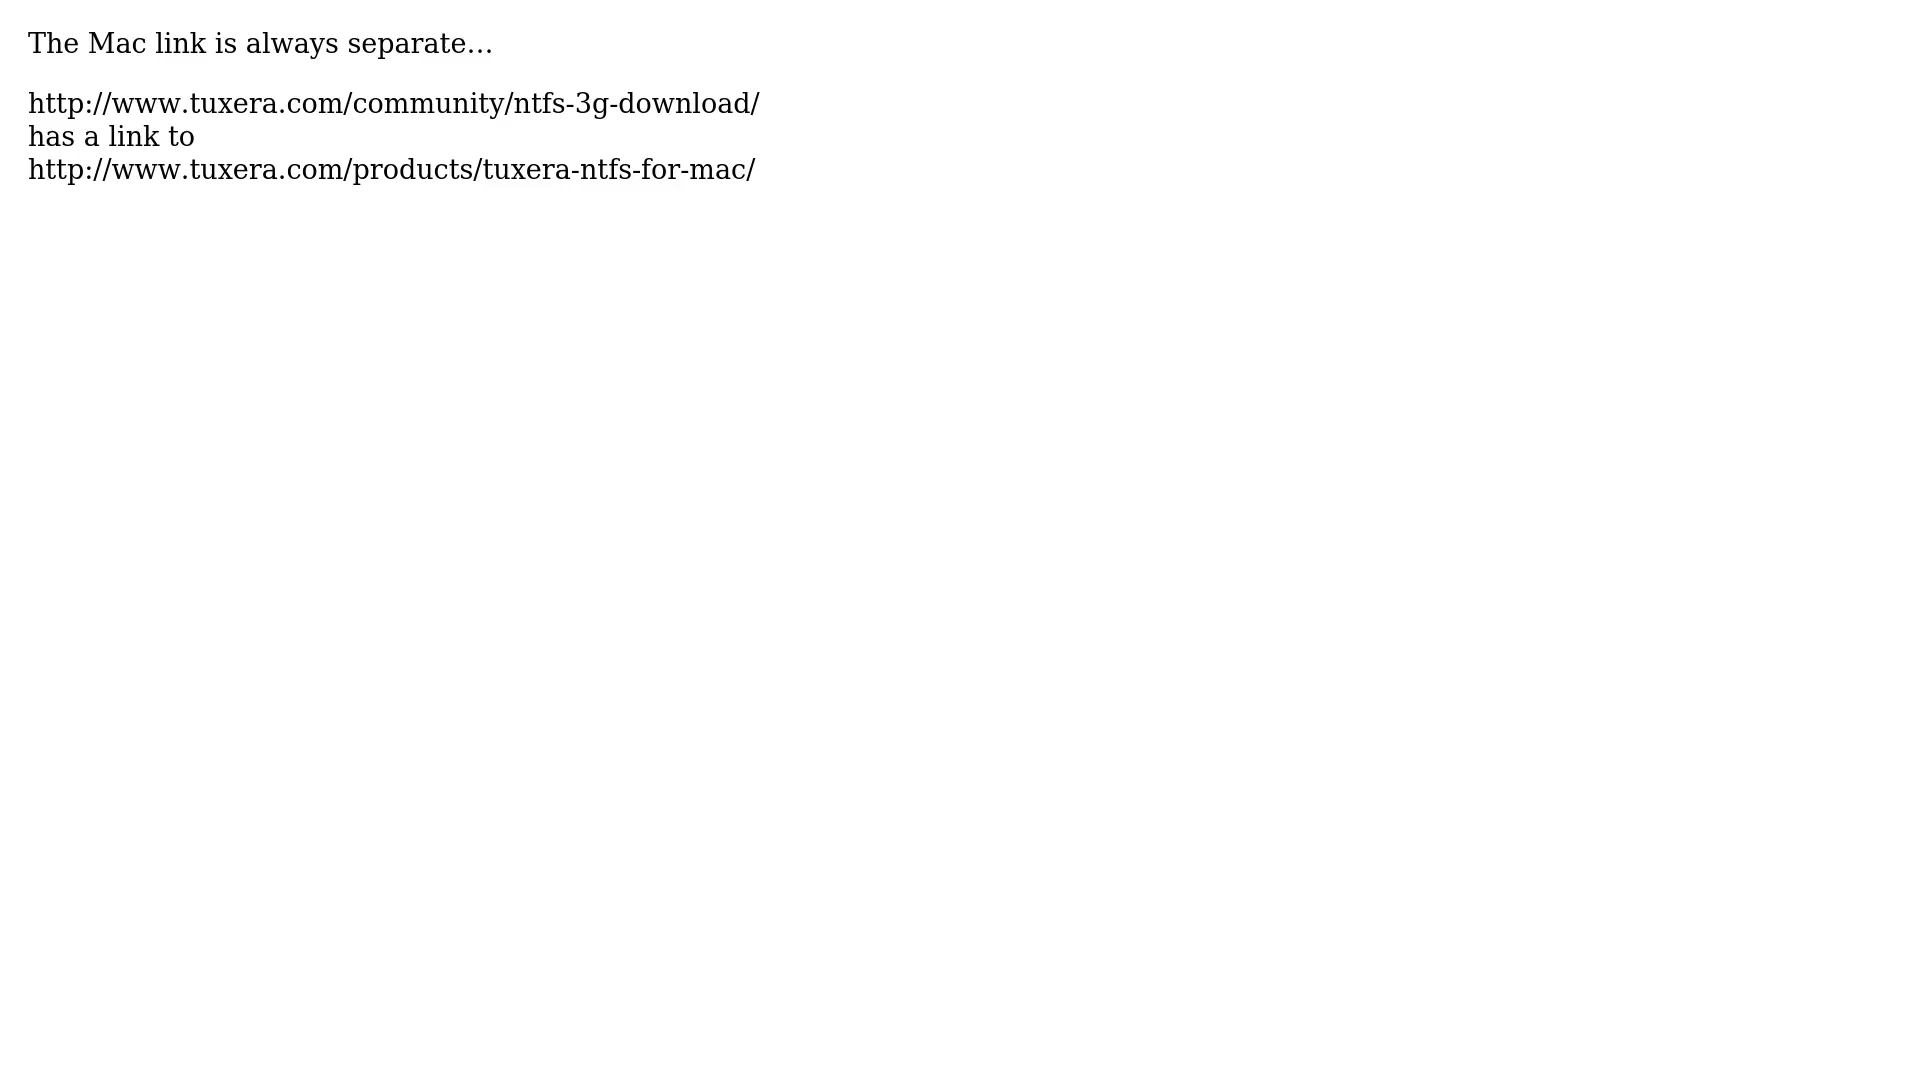 The Mac link is always separate…
http://www.tuxera.com/community/ntfs-3g-download/
has a link to
http://www.tuxera.com/products/tuxera-ntfs-for-mac/